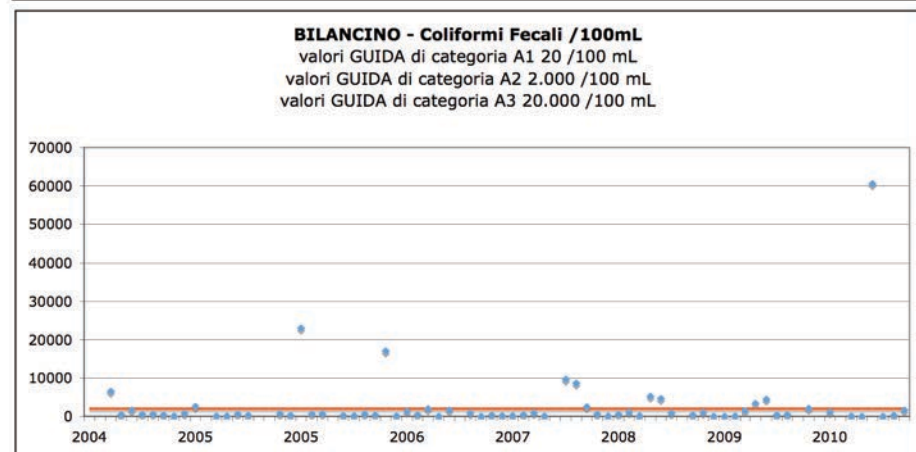 BILANCINO - Coliformi Fecali /100mL
valori GUIDA di categoria A1 20 /100 mL
valori GUIDA di categoria A2 2.000 /100 mL
valori GUIDA di categoria A3 20.000 /100 mL
70000
60000
50000
40000
30000
20000
10000
0
2004 2005 2005 2006 2007 2008 2009 2010